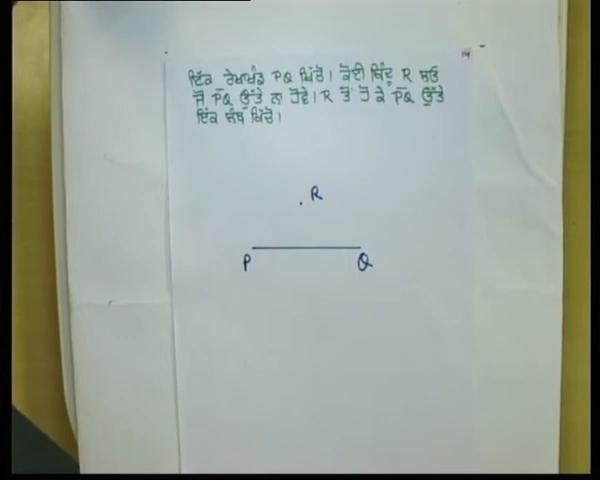 ਇੱਕ ਰੇਖਾਖੰਡ PQ ਖਿੱਚੋ। ਕੋਈ ਬਿੰਦੂ R ਲਓ
ਜੋ PQ ਉੱਤੇ ਨਾ ਹੋਵੇ। R ਤੋਂ ਹੋ ਕੇ PQ ਉੱਤੇ
ਇੱਕ ਲੰਬ ਖਿੱਚੋ।
R
P Q